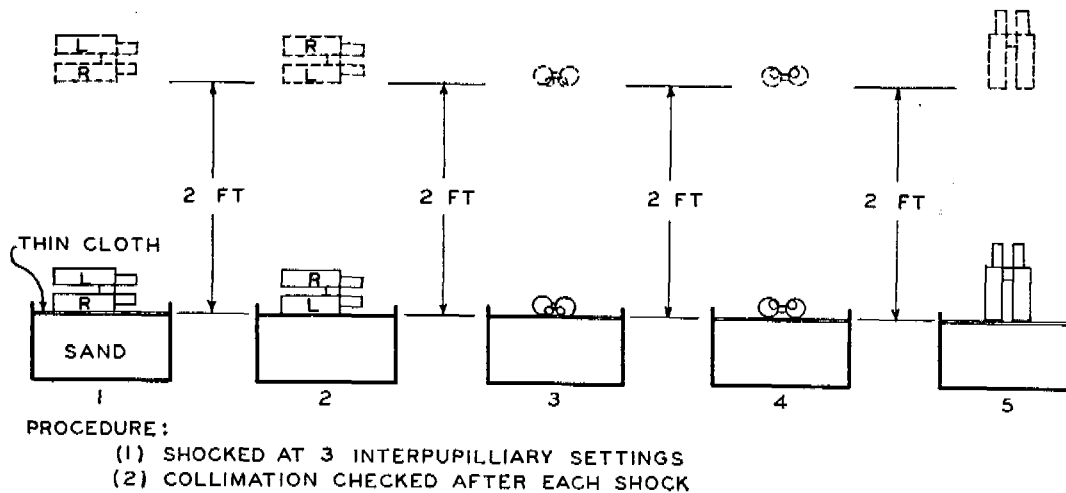 L
R
R
L
2 FT
2 FT
2 FT
2 FT
THIN CLOTH
L
R
R
L
SAND
1
2
3
4
5
PROCEDURE:
(1) SHOCKED AT 3 INTERPUPILLIARY SETTINGS
(2) COLLIMATION CHECKED AFTER EACH SHOCK